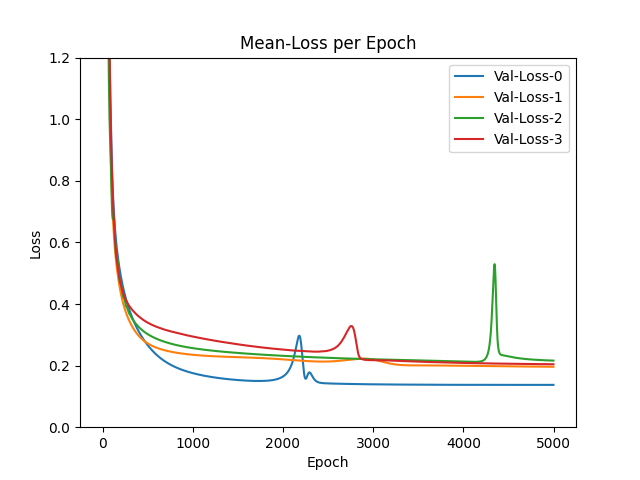 Mean-Loss per Epoch
Val-Loss-0
Val-Loss-1
Val-Loss-2
Val-Loss-3
1.2
1.0
0.8
0.6
0.4
0.2
0.0
Loss
0 1000 2000 3000 4000 5000
Epoch